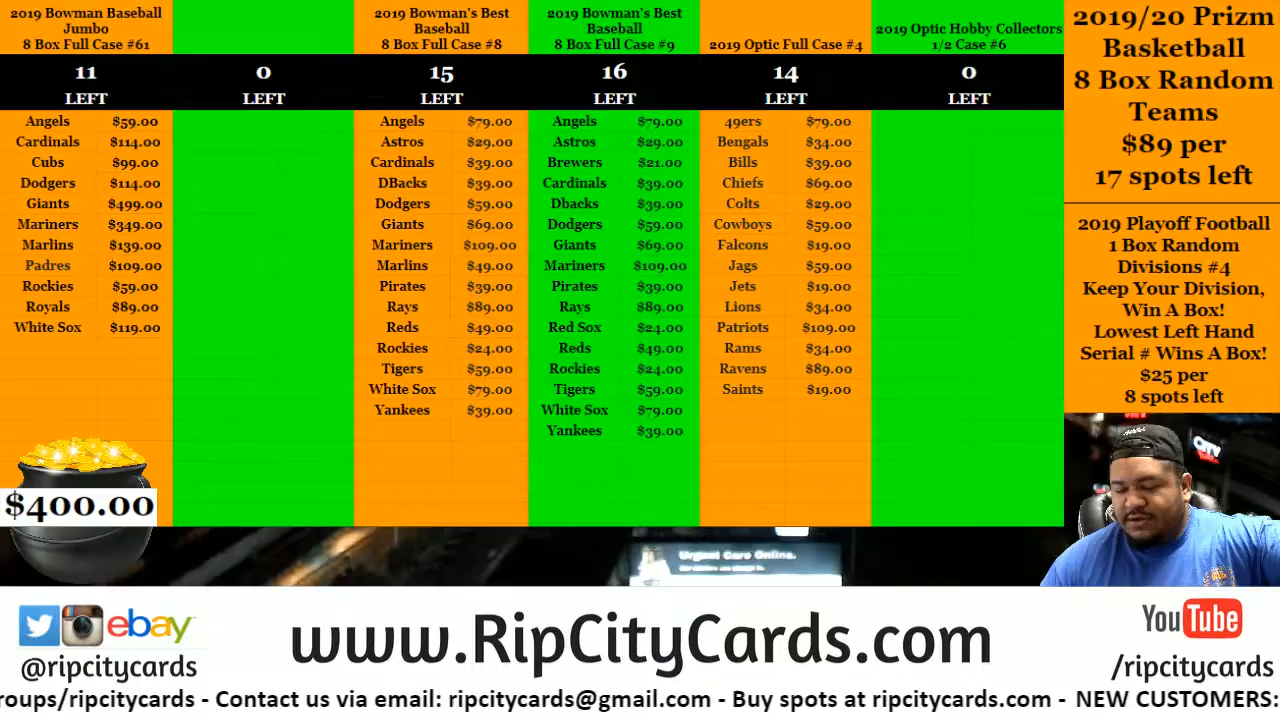 2019 Bowman Baseball
Jumbo
8 Box Full Case #61
11
LEFT
Angels $59.00
Cardinals $114.00
Cubs $99.00
Dodgers $114.00
Giants $499.00
Mariners $349.00
Marlins $139.00
Padres $109.00
Rockies $59.00
Royals $89.00
White Sox $119.00
$400.00
0
LEFT
2019 Bowman's Best
Baseball
8 Box Full Case #8
15
LEFT
Angels $79.00
Astros $29.00
Cardinals $39.00
DBacks $39.00
Dodgers $59.00
Giants $69.00
Mariners $109.00
Marlins $49.00
Pirates $39.00
Rays $89.00
Reds $49.00
Rockies $24.00
Tigers $59.00
White Sox $79.00
Yankees $39.00
2019 Bowman's Best
Baseball
8 Box Full Case #9
16
LEFT
Angels $79.00
Astros $29.00
Brewers $21.00
Cardinals $39.00
Dbacks $39.00
Dodgers $59.00
Giants $69.00
Mariners $109.00
Pirates $39.00
Rays $89.00
Red Sox $24.00
Reds $49.00
Rockies $24.00
Tigers $59.00
White Sox $79.00
Yankees $39.00
2019 Optic Full Case #4
14
LEFT
49ers $79.00
Bengals $34.00
Bills $39.00
Chiefs $69.00
Colts $29.00
Cowboys $59.00
Falcons $19.00
Jags $59.00
Jets $19.00
Lions $34.00
Patriots $109.00
Rams $34.00
Ravens $89.00
Saints $19.00
2019 Optic Hobby Collectors
1/2 Case #6
0
LEFT
2019/20 Prizm
Basketball
8 Box Random
Teams
$89 per
17 spots left
2019 Playoff Football
1 Box Random
Divisions #4
Keep Your Division,
Win A Box!
Lowest Left Hand
Serial # Wins A Box!
$25 per
8 spots left
Urgent Care Online.
ebay
@ripcitycards
www.RipCityCards.com
YouTube
/ripcitycards
roups/ripcitycards - Contact us via email: ripcitycards@gmail.com - Buy spots at ripcitycards.com - NEW CUSTOMERS: